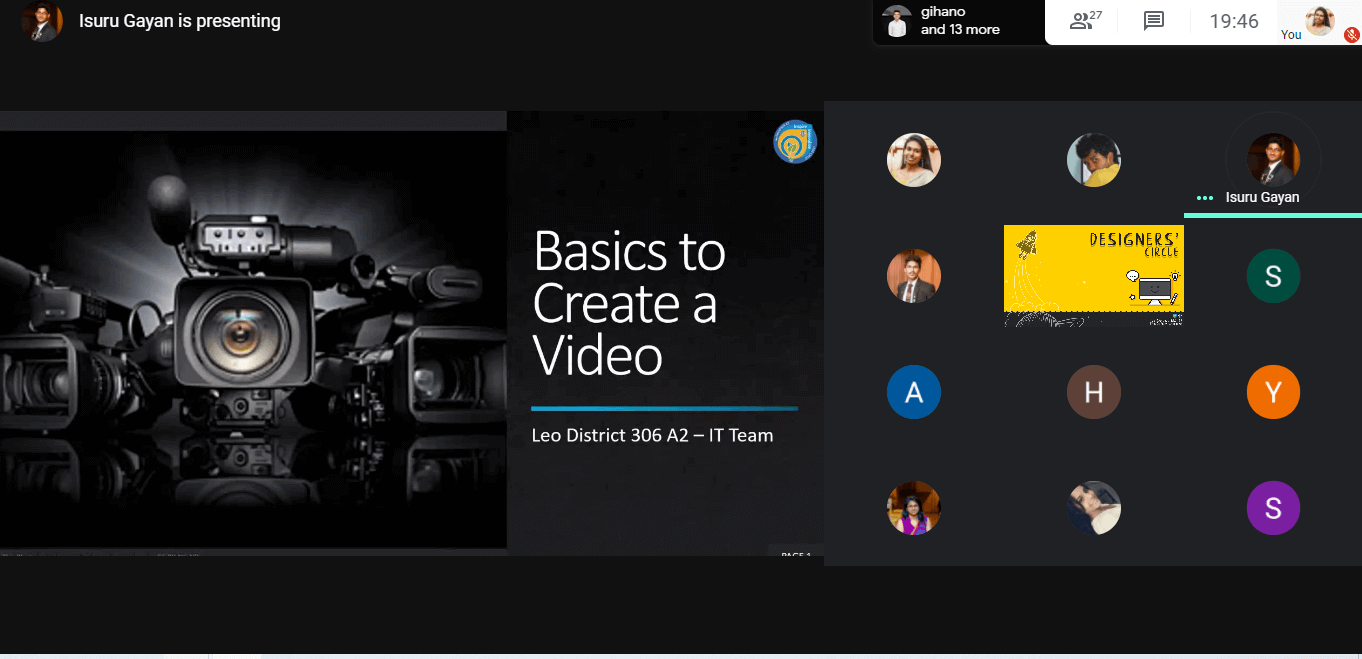 Isuru Gayan is presenting
gihano
and 13 more
27
19:46
You
Basics to
Create a
Video
Leo District 306 A2 – IT Team
PAGE 1
Isuru Gayan
DESIGNERS'
CIRCLE
S
A
H
Y
S